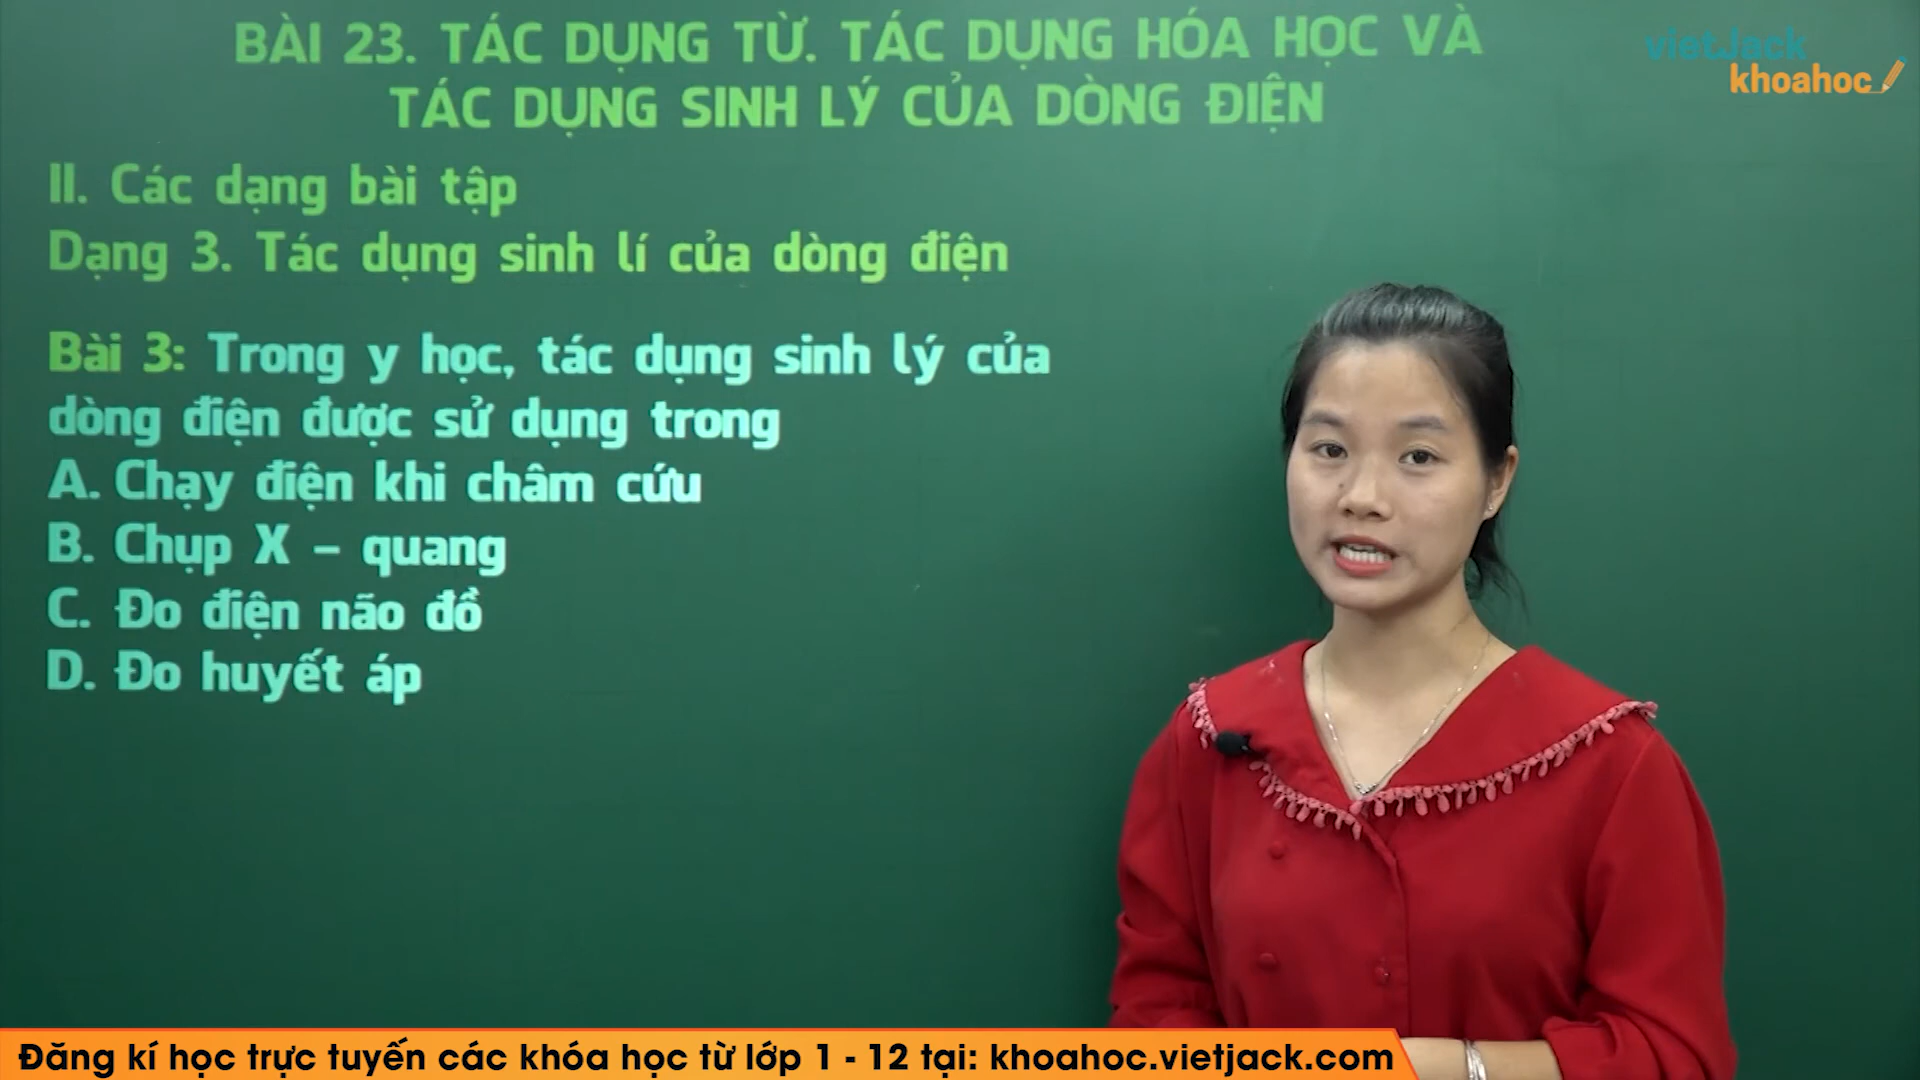 BÀI 23. TÁC DỤNG TỪ. TÁC DỤNG HÓA HỌC VÀ
TÁC DỤNG SINH LÝ CỦA DÒNG ĐIỆN
vietJack
khoahoc
II. Các dạng bài tập
Dạng 3. Tác dụng sinh lí của dòng điện
Bài 3: Trong y học, tác dụng sinh lý của
dòng điện được sử dụng trong
A. Chạy điện khi châm cứu
B. Chụp X – quang
C. Đo điện não đồ
D. Đo huyết áp
Đăng kí học trực tuyến các khóa học từ lớp 1 - 12 tại: khoahoc.vietjack.com